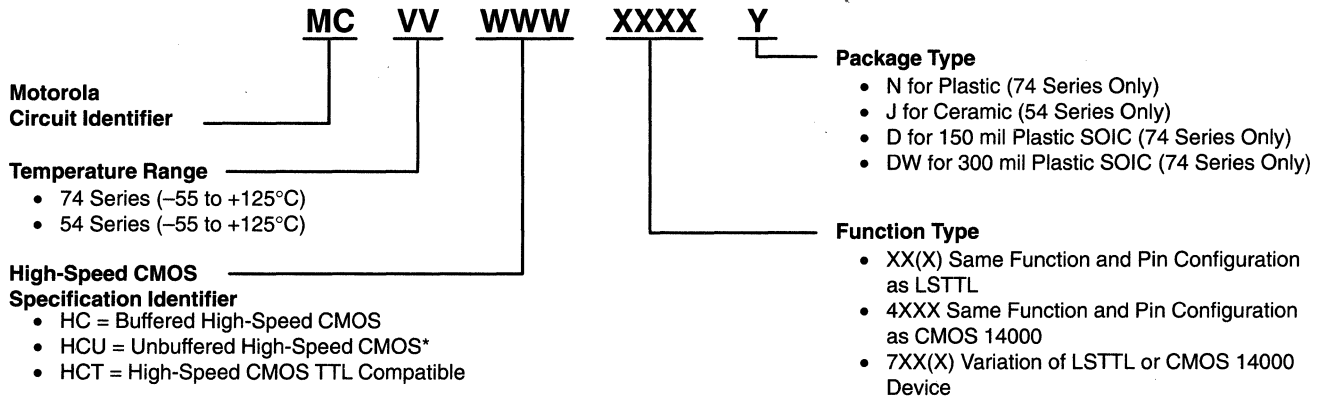 MC VV WWW XXXX Y
Motorola
Circuit Identifier
Temperature Range
• 74 Series (–55 to +125°C)
• 54 Series (–55 to +125°C)
High-Speed CMOS
Specification Identifier
• HC = Buffered High-Speed CMOS
• HCU = Unbuffered High-Speed CMOS*
• HCT = High-Speed CMOS TTL Compatible
Package Type
• N for Plastic (74 Series Only)
• J for Ceramic (54 Series Only)
• D for 150 mil Plastic SOIC (74 Series Only)
• DW for 300 mil Plastic SOIC (74 Series Only)
Function Type
• XX(X) Same Function and Pin Configuration
as LSTTL
• 4XXX Same Function and Pin Configuration
as CMOS 14000
• 7XX(X) Variation of LSTTL or CMOS 14000
Device